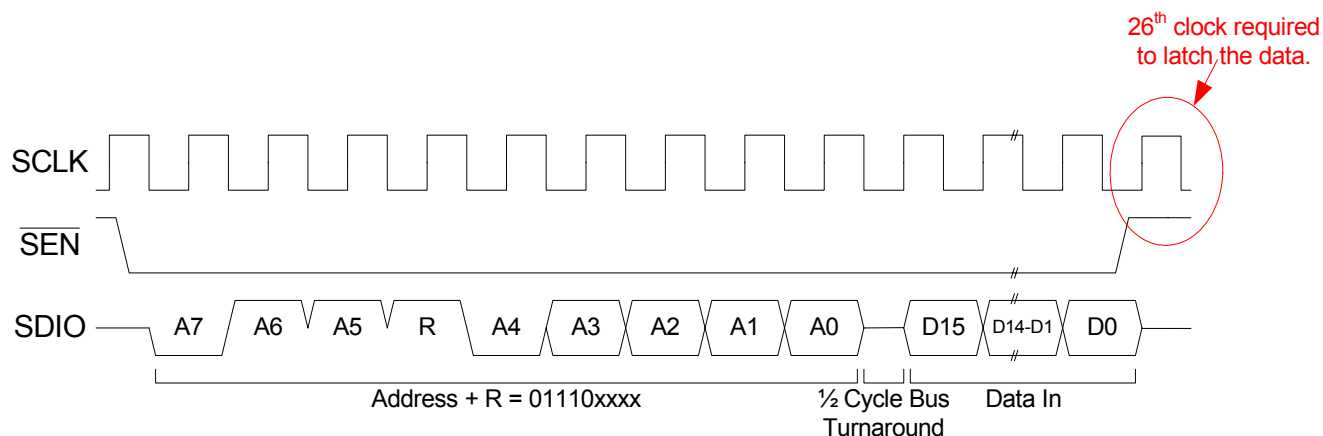 26th clock required
to latch the data.
SCLK
SEN
SDIO
A7 A6 A5 R A4 A3 A2 A1 A0 D15 D14-D1 D0
Address + R = 01110xxxx
½ Cycle Bus
Turnaround
Data In